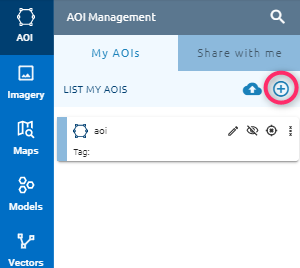 AOI Management
AOI
My AOIs
Share with me
LIST MY AOIS
Imagery
aoi
Tag:
Maps
Models
Vectors